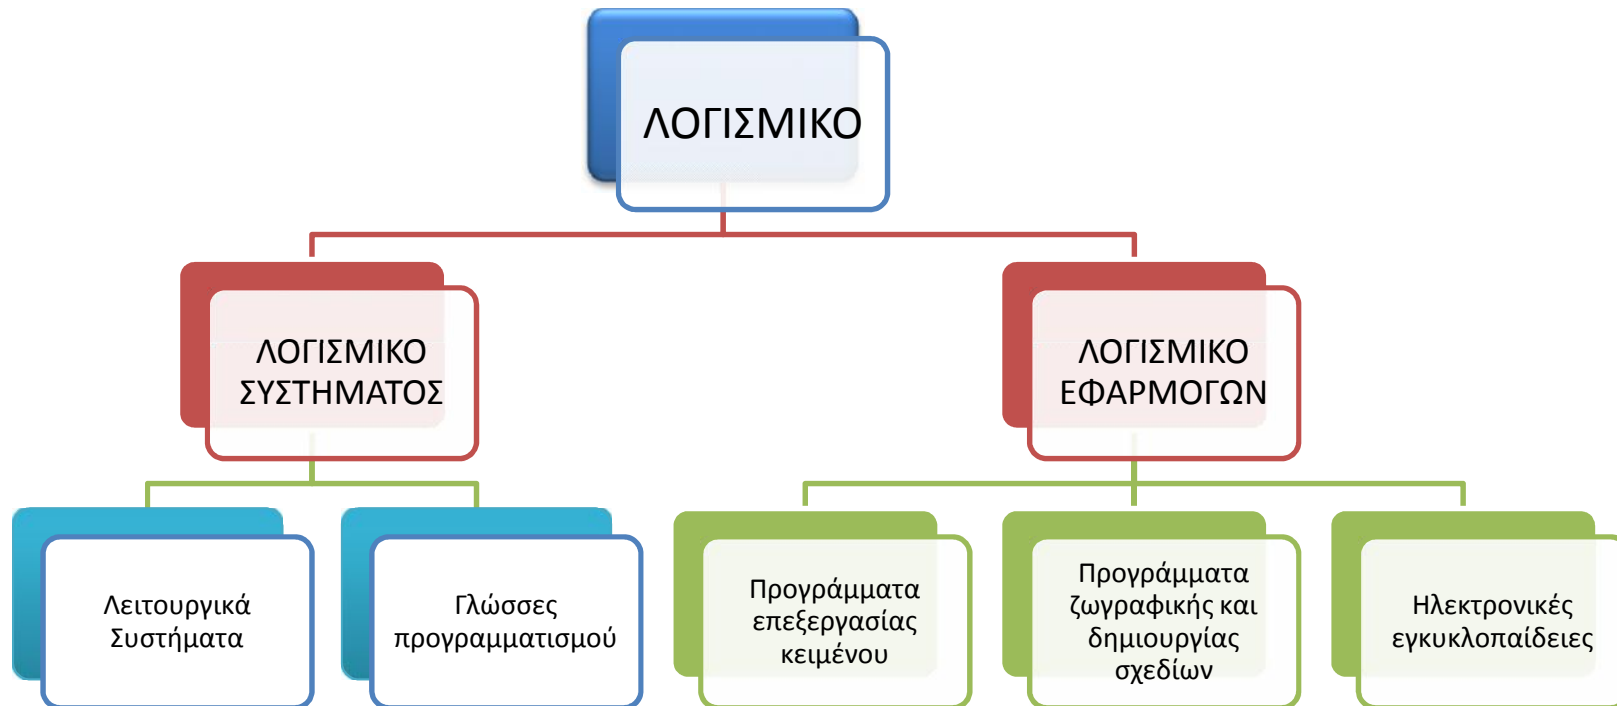 ΛΟΓΙΣΜΙΚΟ
ΛΟΓΙΣΜΙΚΟ
ΣΥΣΤΗΜΑΤΟΣ
ΛΟΓΙΣΜΙΚΟ
ΕΦΑΡΜΟΓΩΝ
Λειτουργικά
Συστήματα
Γλώσσες
προγραμματισμού
Προγράμματα
επεξεργασίας
κειμένου
Προγράμματα
ζωγραφικής και
δημιουργίας
σχεδίων
Ηλεκτρονικές
εγκυκλοπαίδειες